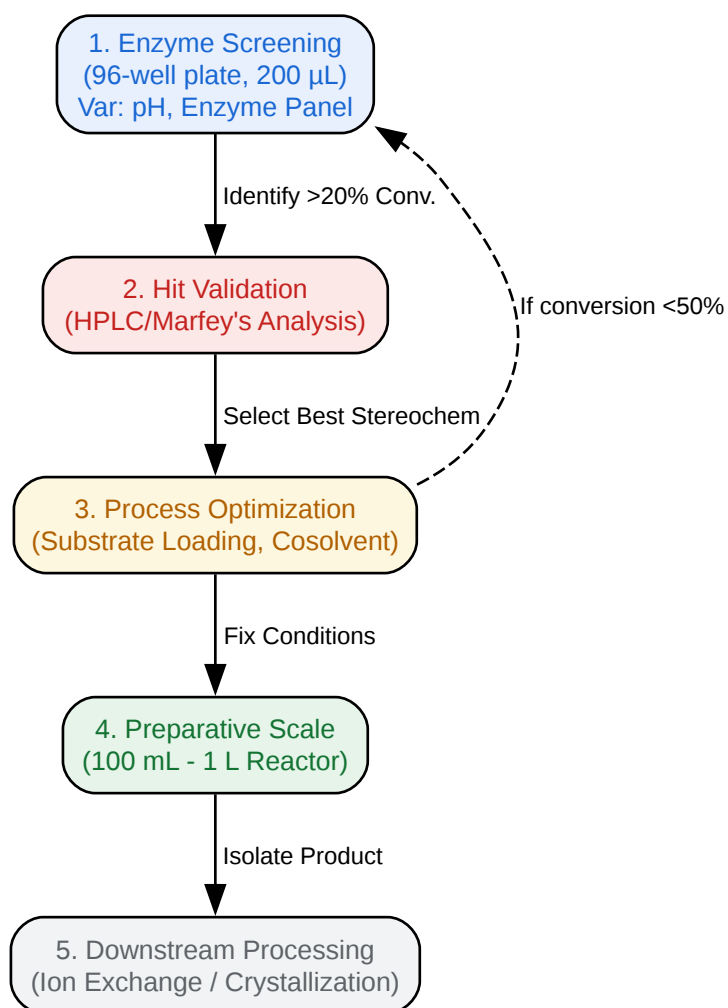 1. Enzyme Screening
(96-well plate, 200 µL)
Var: pH, Enzyme Panel
Identify >20% Conv.
2. Hit Validation
(HPLC/Marfey's Analysis)
If conversion <50%
Select Best Stereochem
3. Process Optimization
(Substrate Loading, Cosolvent)
Fix Conditions
4. Preparative Scale
(100 mL - 1 L Reactor)
Isolate Product
5. Downstream Processing
(Ion Exchange / Crystallization)